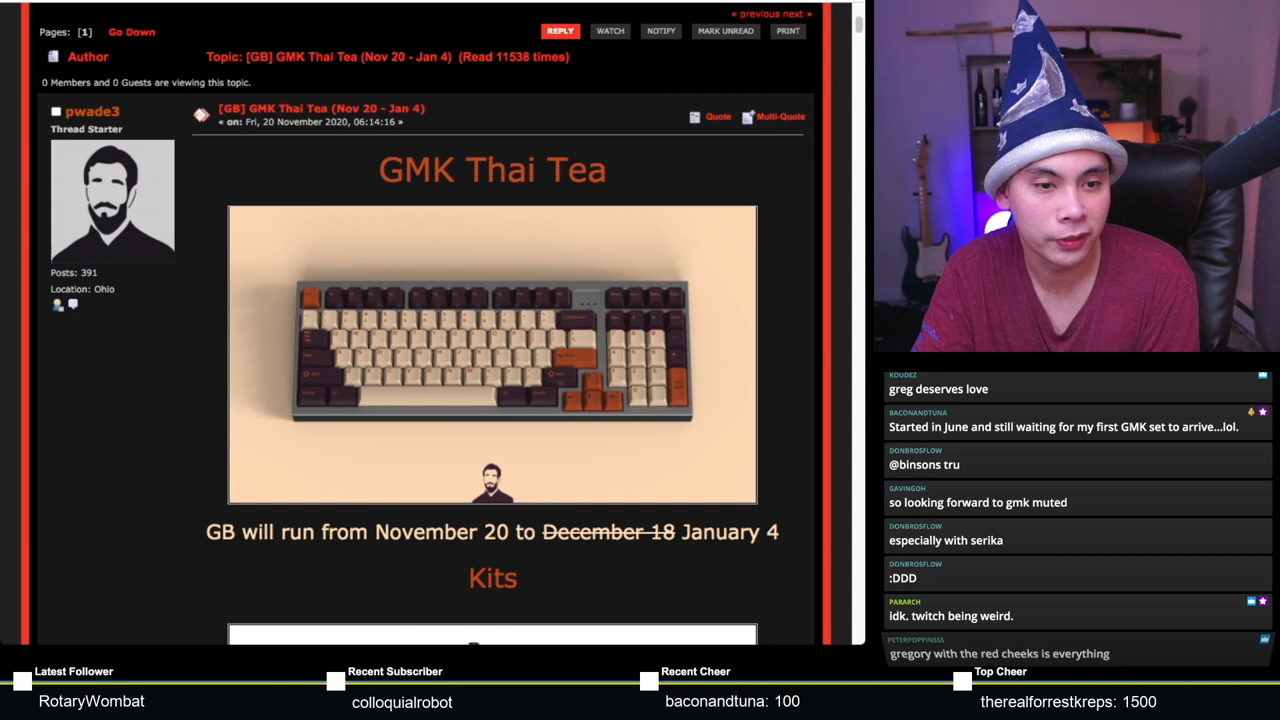 « previous next »
Pages: [1] Go Down
REPLY WATCH NOTIFY MARK UNREAD PRINT
Author Topic: [GB] GMK Thai Tea (Nov 20 - Jan 4) (Read 11538 times)
0 Members and 0 Guests are viewing this topic.
pwade3
Thread Starter
Posts: 391
Location: Ohio
[GB] GMK Thai Tea (Nov 20 - Jan 4)
« on: Fri, 20 November 2020, 06:14:16 »
Quote Multi-Quote
GMK Thai Tea
GB will run from November 20 to December 18 January 4
Kits
KOUDEZ
greg deserves love
BACONANDTUNA
Started in June and still waiting for my first GMK set to arrive...lol.
DONBROSFLOW
@binsons tru
GAVINGOH
so looking forward to gmk muted
DONBROSFLOW
especially with serika
DONBROSFLOW
:DDD
PARARCH
idk. twitch being weird.
PETERPOPPINSSS
gregory with the red cheeks is everything
Latest Follower
RotaryWombat
Recent Subscriber
colloquialrobot
Recent Cheer
baconandtuna: 100
Top Cheer
therealforrestkreps: 1500